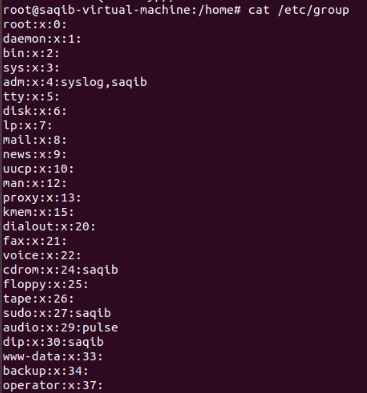 root@saqib-virtual-machine:/home# cat /etc/group
root:x:0:
daemon:x:1:
bin:x:2:
sys:x:3:
adm:x:4:syslog,saqib
tty:x:5:
disk:x:6:
lp:x:7:
mail:x:8:
news:x:9:
uucp:x:10:
man:x:12:
proxy:x:13:
kmem:x:15:
dialout:x:20:
fax:x:21:
voice:x:22:
cdrom:x:24:saqib
floppy:x:25:
tape:x:26:
sudo:x:27:saqib
audio:x:29:pulse
dip:x:30:saqib
www-data:x:33:
backup:x:34:
operator:x:37: